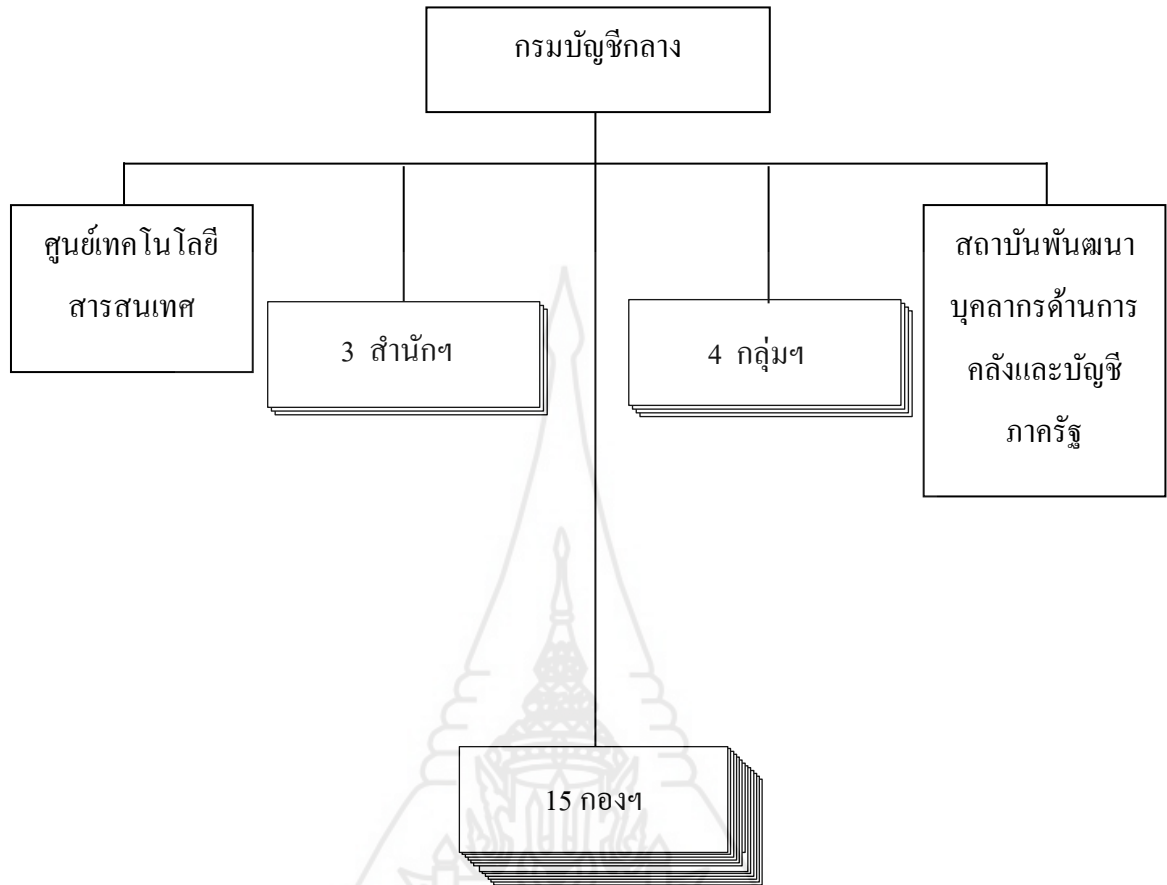 กรมบัญชีกลาง
ศูนย์เทคโนโลยี
สารสนเทศ
3 สำนักฯ
4 กลุ่มฯ
สถาบันพันฒนา
บุคลากรด้านการ
คลังและบัญชี
ภาครัฐ
15 กองฯ